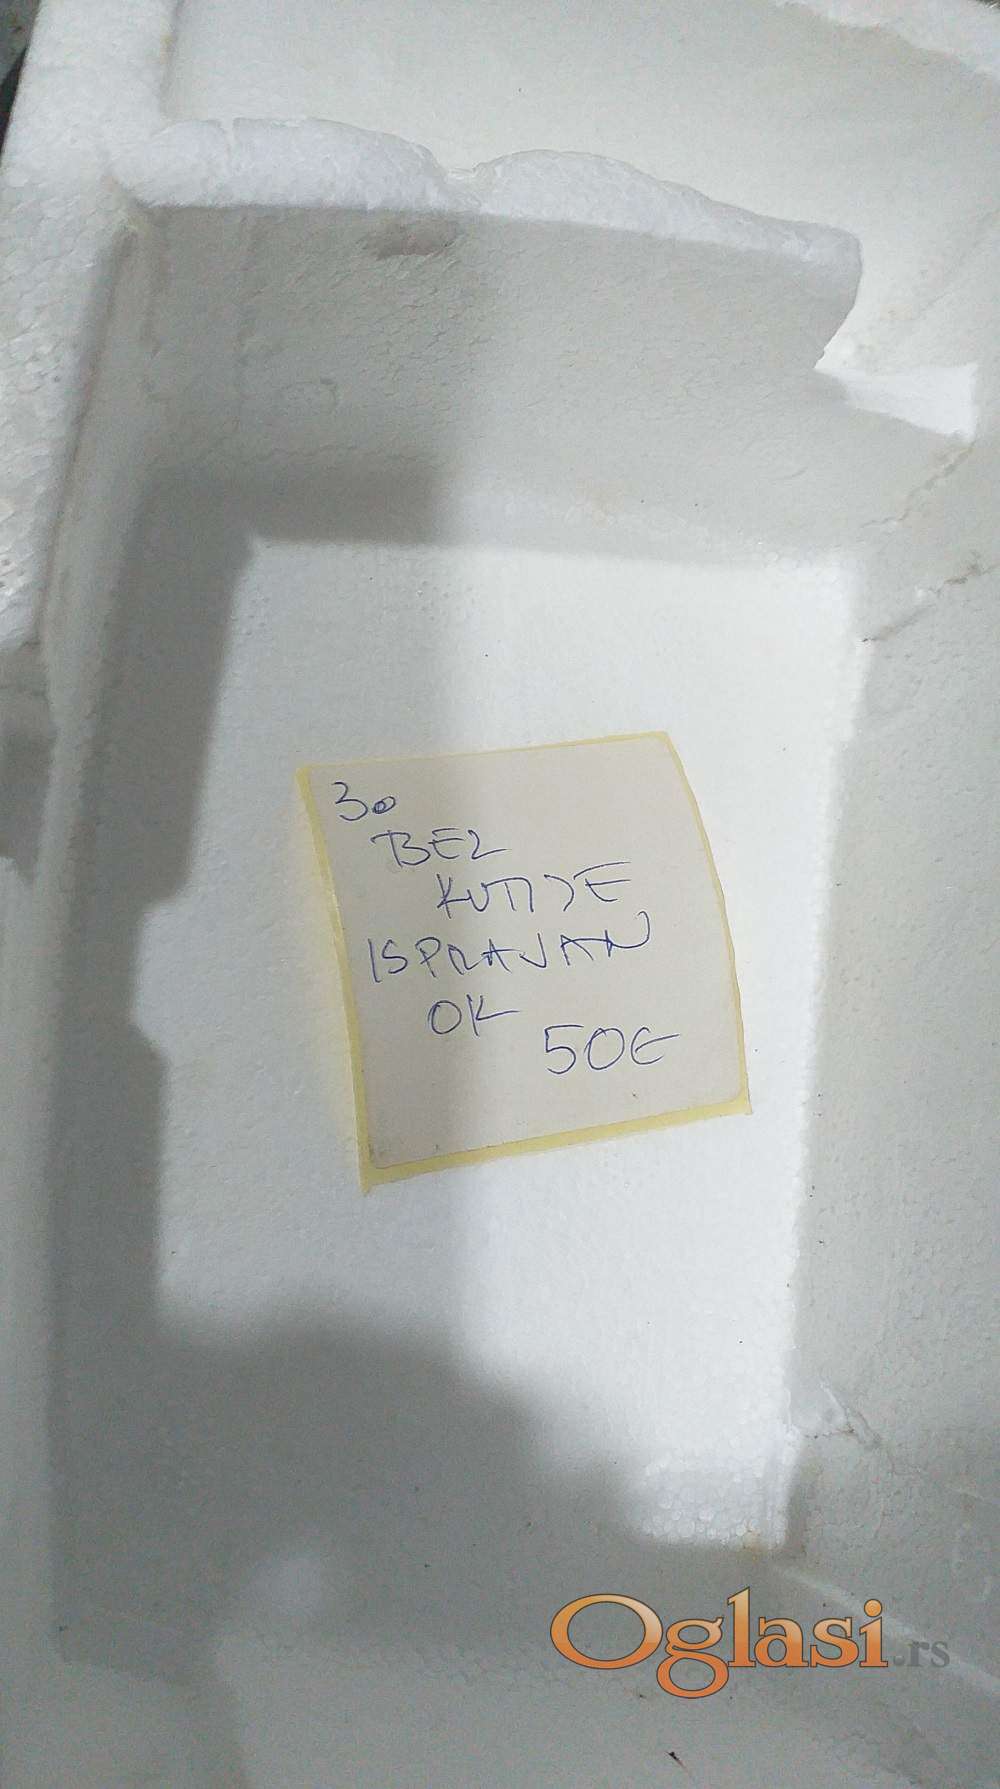 30
BEZ
KUTIJE
ISPRAVAN
OK
50€
Oglasi.rs